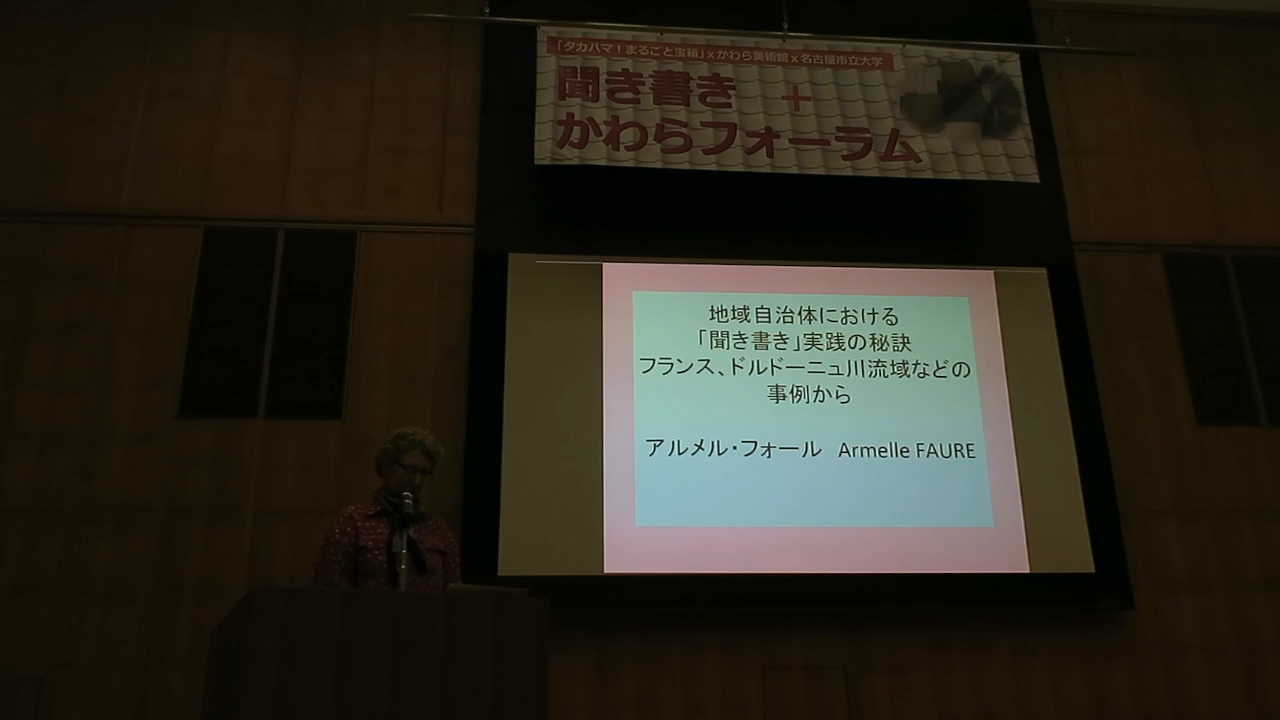 「タカハマ！まるごと宝箱」×かわら美術館×名古屋市立大学
聞き書き +
かわらフォーラム
地域自治体における
「聞き書き」実践の秘訣
フランス、ドルドーニュ川流域などの
事例から
アルメル・フォール Armelle FAURE